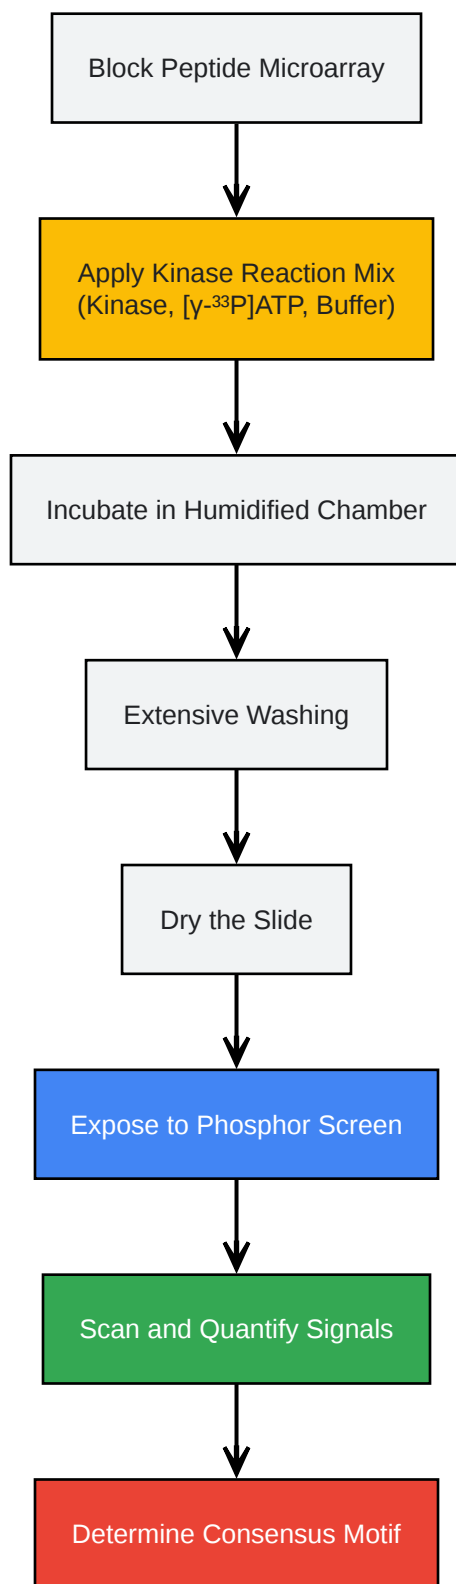 Block Peptide Microarray
Apply Kinase Reaction Mix
(Kinase, [γ-³³P]ATP, Buffer)
Incubate in Humidified Chamber
Extensive Washing
Dry the Slide
Expose to Phosphor Screen
Scan and Quantify Signals
Determine Consensus Motif